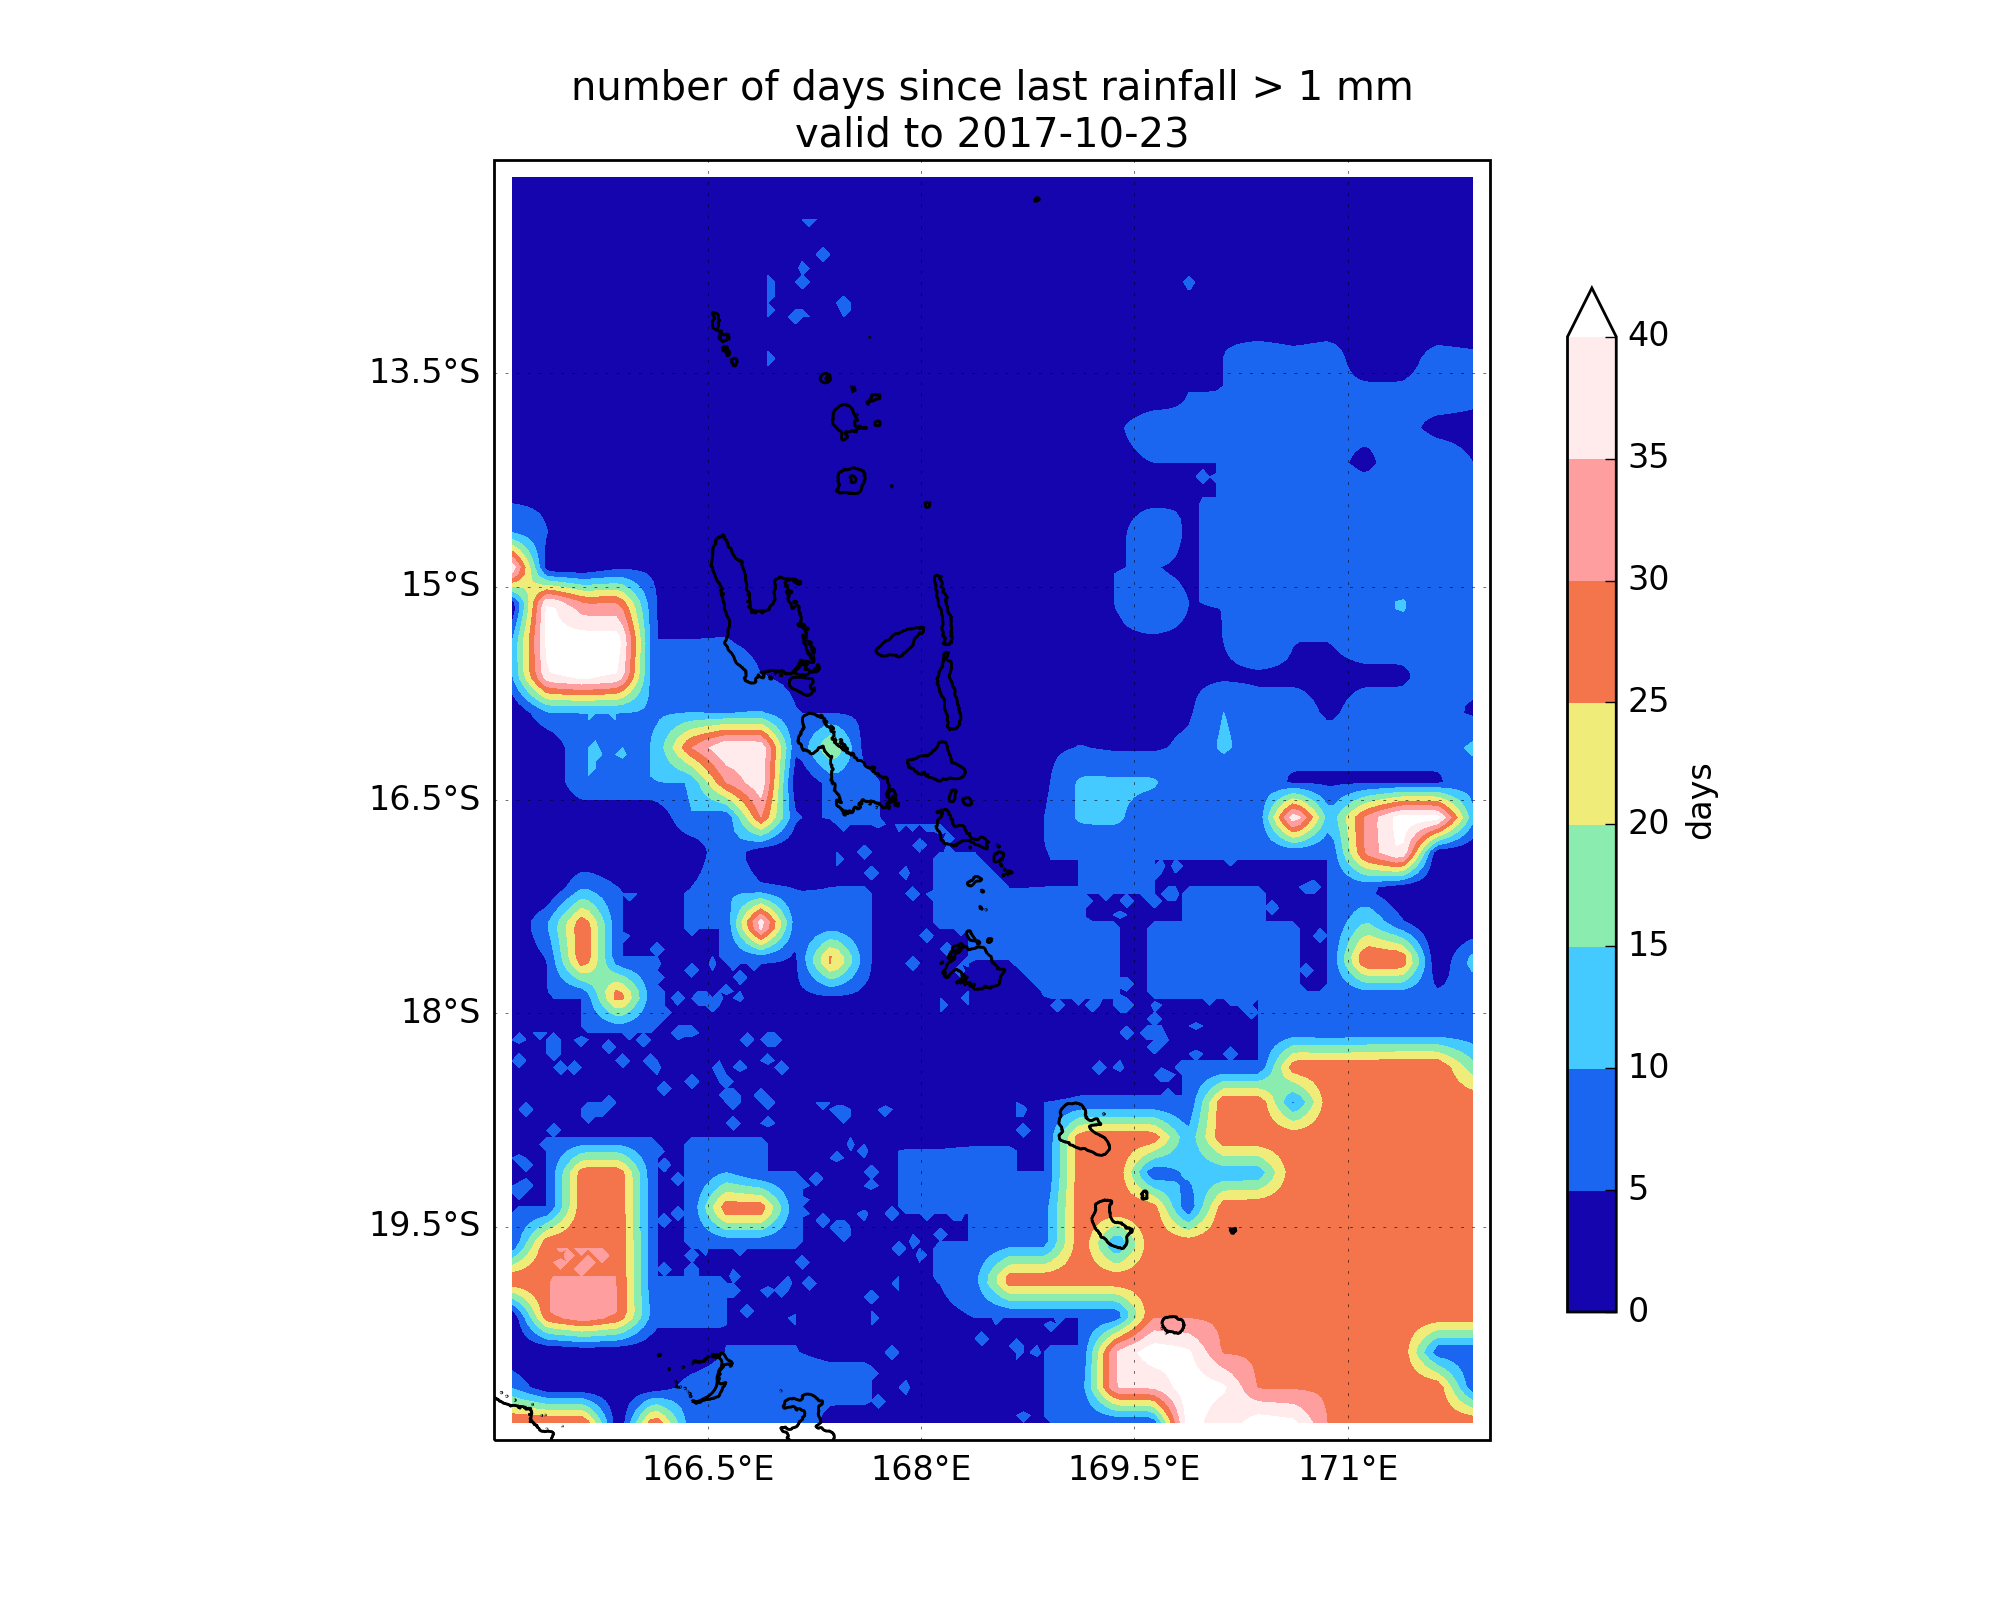 number of days since last rainfall > 1 mm
valid to 2017-10-23
13.5°S
15°S
16.5°S
18°S
19.5°S
166.5°E 168°E 169.5°E 171°E
40
35
30
25
20
15
10
5
0
days